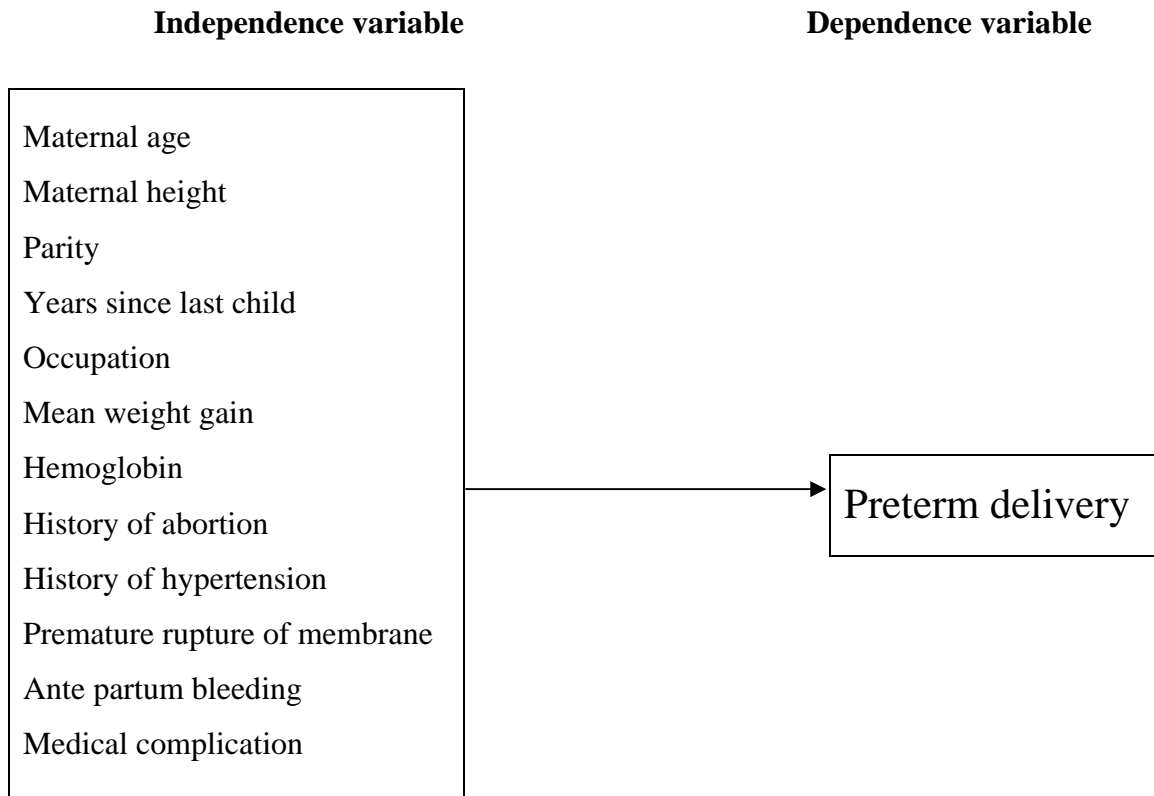 Independence variable
Dependence variable
Maternal age
Maternal height
Parity
Years since last child
Occupation
Mean weight gain
Hemoglobin
History of abortion
History of hypertension
Premature rupture of membrane
Ante partum bleeding
Medical complication
Preterm delivery